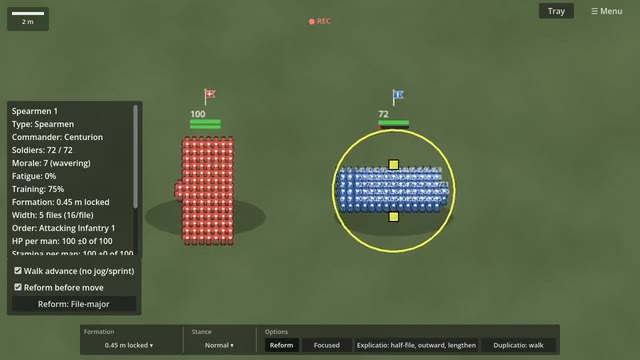 2 m
REC
Tray
☰ Menu
100
72
Spearmen 1
Type: Spearmen
Commander: Centurion
Soldiers: 72 / 72
Morale: 7 (wavering)
Fatigue: 0%
Training: 75%
Formation: 0.45 m locked
Width: 5 files (16/file)
Order: Attacking Infantry 1
HP per man: 100 ±0 of 100
Stamina per man: 100 ±0 of 100
Walk advance (no jog/sprint)
Reform before move
Reform: File-major
Formation
Stance
Options
0.45 m locked ▾
Normal ▾
Reform
Focused
Explicatio: half-file, outward, lengthen
Duplicatio: walk